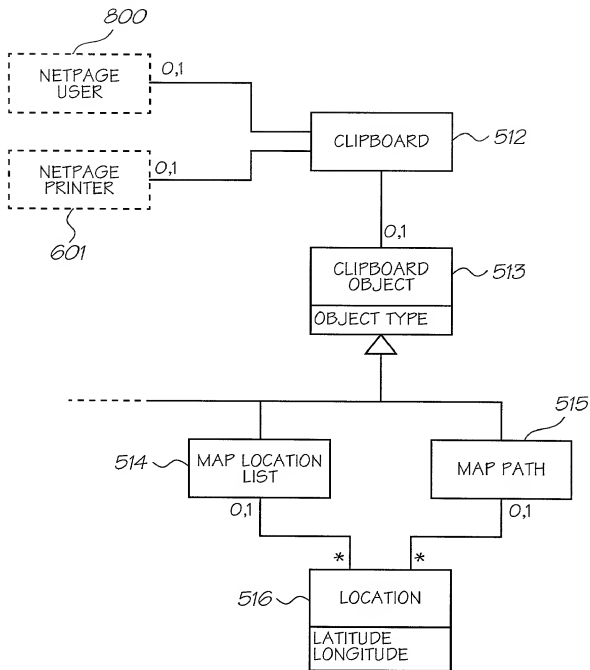 800
NETPAGE
USER
0,1
CLIPBOARD
512
NETPAGE
PRINTER
0,1
601
0,1
CLIPBOARD
OBJECT
513
OBJECT TYPE
515
514
MAP LOCATION
LIST
MAP PATH
0,1
0,1
*
*
516
LOCATION
LATITUDE
LONGITUDE